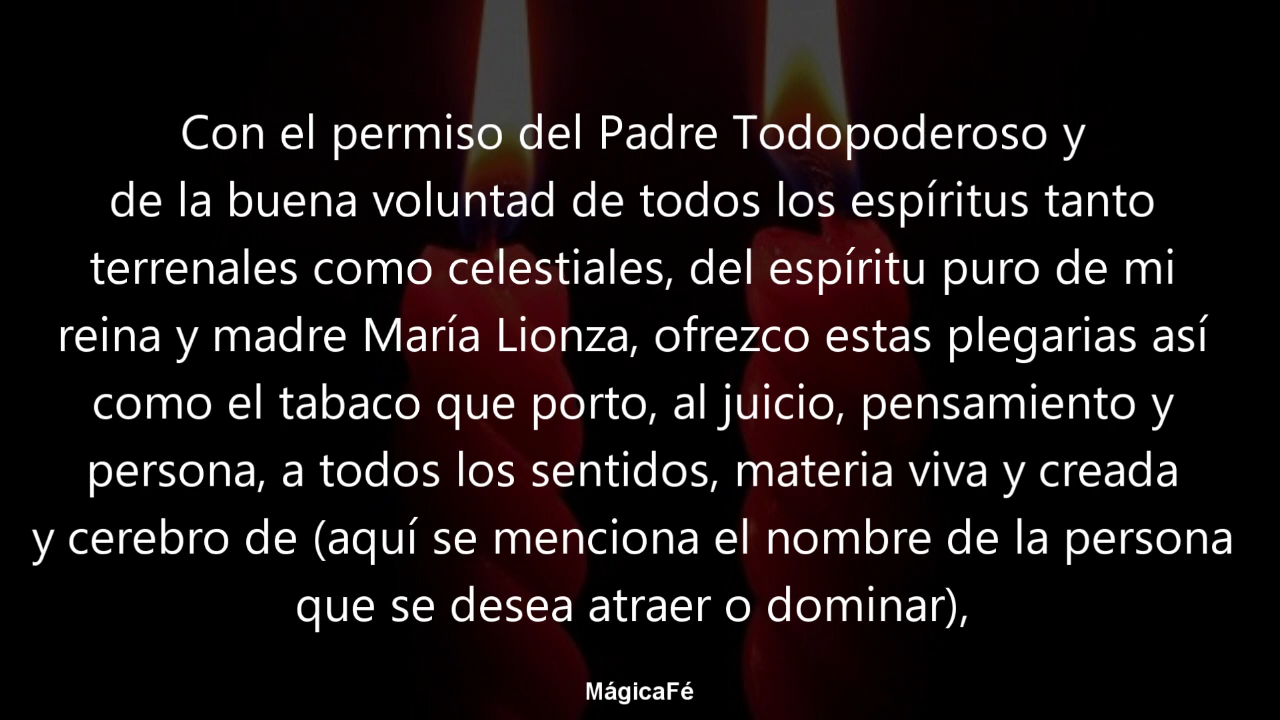 Con el permiso del Padre Todopoderoso y
de la buena voluntad de todos los espíritus tanto
terrenales como celestiales, del espíritu puro de mi
reina y madre María Lionza, ofrezco estas plegarias así
como el tabaco que porto, al juicio, pensamiento y
persona, a todos los sentidos, materia viva y creada
y cerebro de (aquí se menciona el nombre de la persona
que se desea atraer o dominar),
MágicaFé